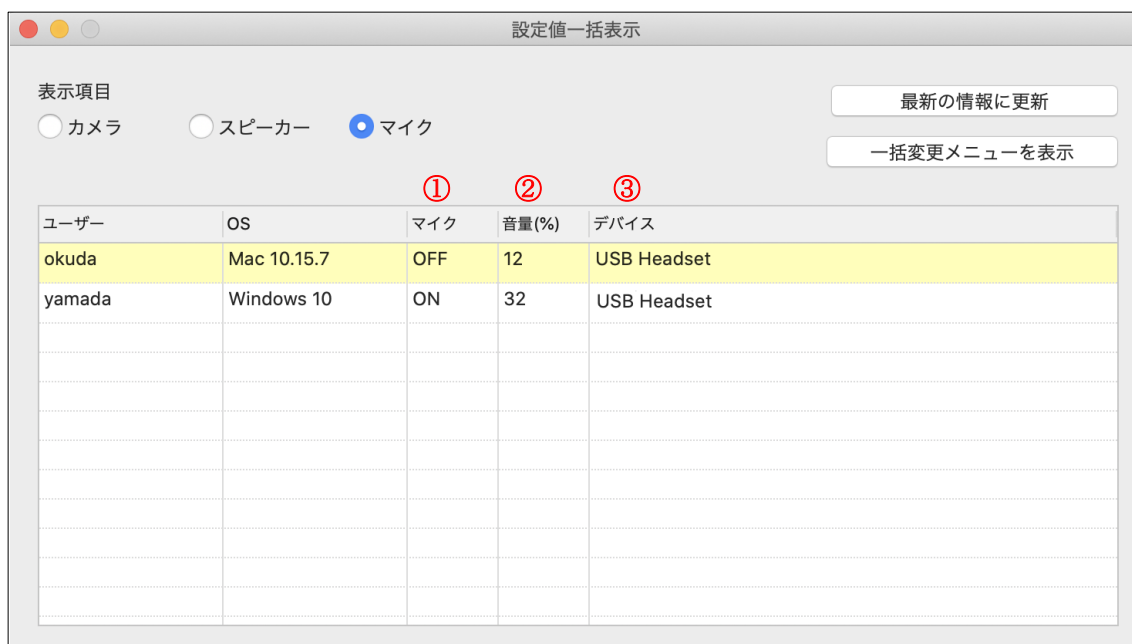 設定値一括表示
表示項目
最新の情報に更新
カメラ スピーカー マイク
一括変更メニューを表示
① ② ③
ユーザー OS マイク 音量(%) デバイス
okuda Mac 10.15.7 OFF 12 USB Headset
yamada Windows 10 ON 32 USB Headset